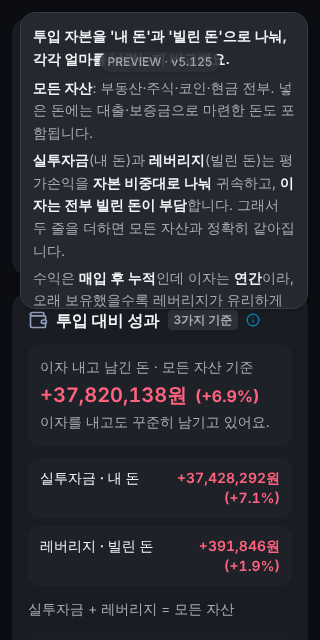 투입 자본을 '내 돈'과 '빌린 돈'으로 나눠,
각각 얼마를
PREVIEW · v5.125
요.
모든 자산: 부동산·주식·코인·현금 전부. 넣
은 돈에는 대출·보증금으로 마련한 돈도 포
함됩니다.
실투자금(내 돈)과 레버리지(빌린 돈)는 평
가손익을 자본 비중대로 나눠 귀속하고, 이
자는 전부 빌린 돈이 부담합니다. 그래서
두 줄을 더하면 모든 자산과 정확히 같아집
니다.
수익은 매입 후 누적인데 이자는 연간이라,
오래 보유했을수록 레버리지가 유리하게
투입 대비 성과 3가지 기준
이자 내고 남긴 돈 · 모든 자산 기준
+37,820,138원 (+6.9%)
이자를 내고도 꾸준히 남기고 있어요.
실투자금 · 내 돈 +37,428,292원
(+7.1%)
레버리지 · 빌린 돈 +391,846원
(+1.9%)
실투자금 + 레버리지 = 모든 자산